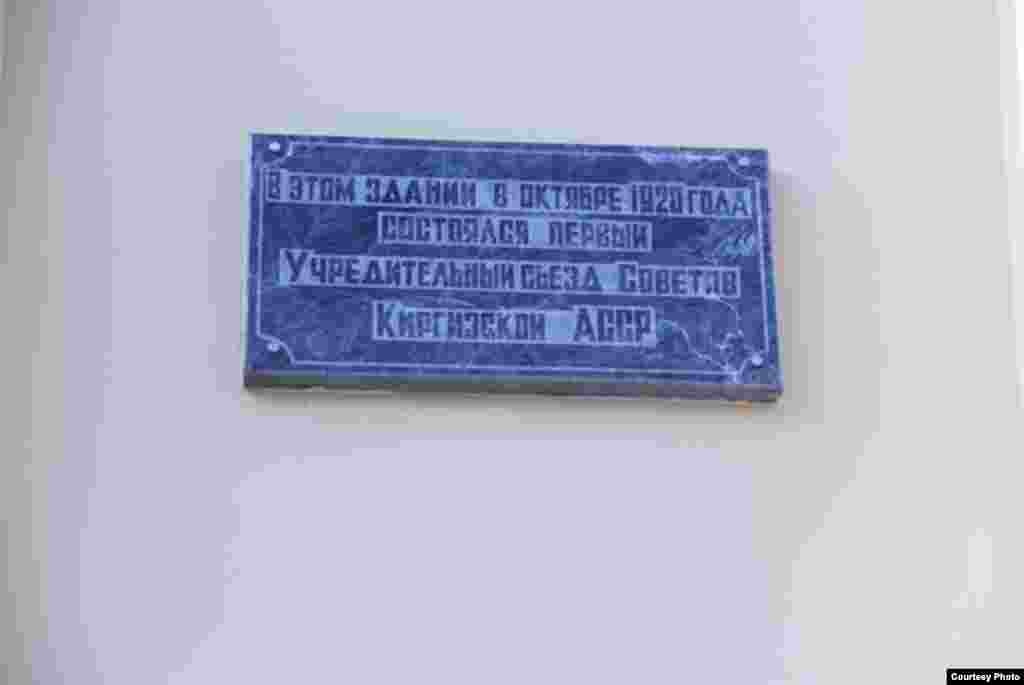 В ЭТОМ ЗДАНИИ В ОКТЯБРЕ 1920 ГОДА
СОСТОЯЛСЯ ПЕРВЫЙ
УЧРЕДИТЕЛЬНЫЙ СЬЕЗД СОВЕТОВ
КИРГИЗСКОЙ АССР
Courtesy Photo